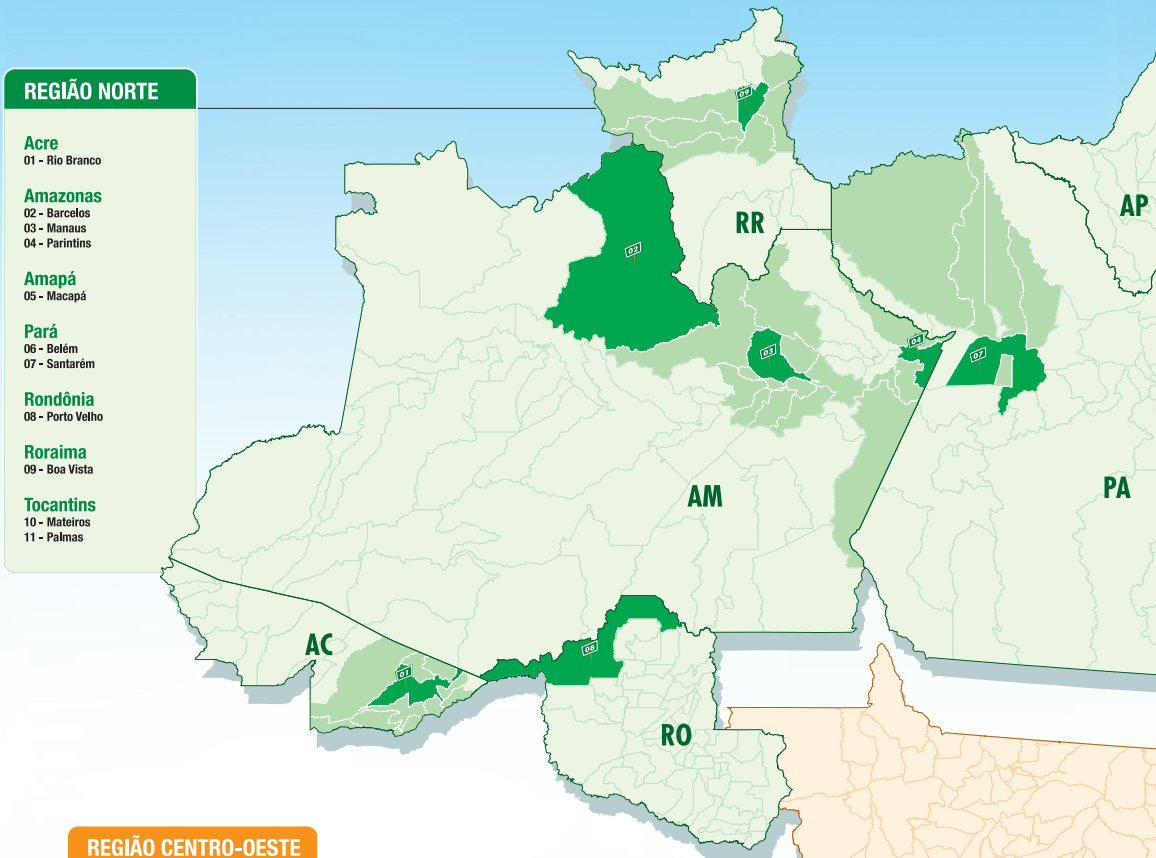 REGIÃO NORTE
Acre
01 - Rio Branco
Amazonas
02 - Barcelos
03 - Manaus
04 - Parintins
Amapá
05 - Macapá
Pará
06 - Belém
07 - Santarém
Rondônia
08 - Porto Velho
Roraima
09 - Boa Vista
Tocantins
10 - Mateiros
11 - Palmas
09
RR
AP
02
04
03
07
AM
PA
AC
08
01
RO
REGIÃO CENTRO-OESTE